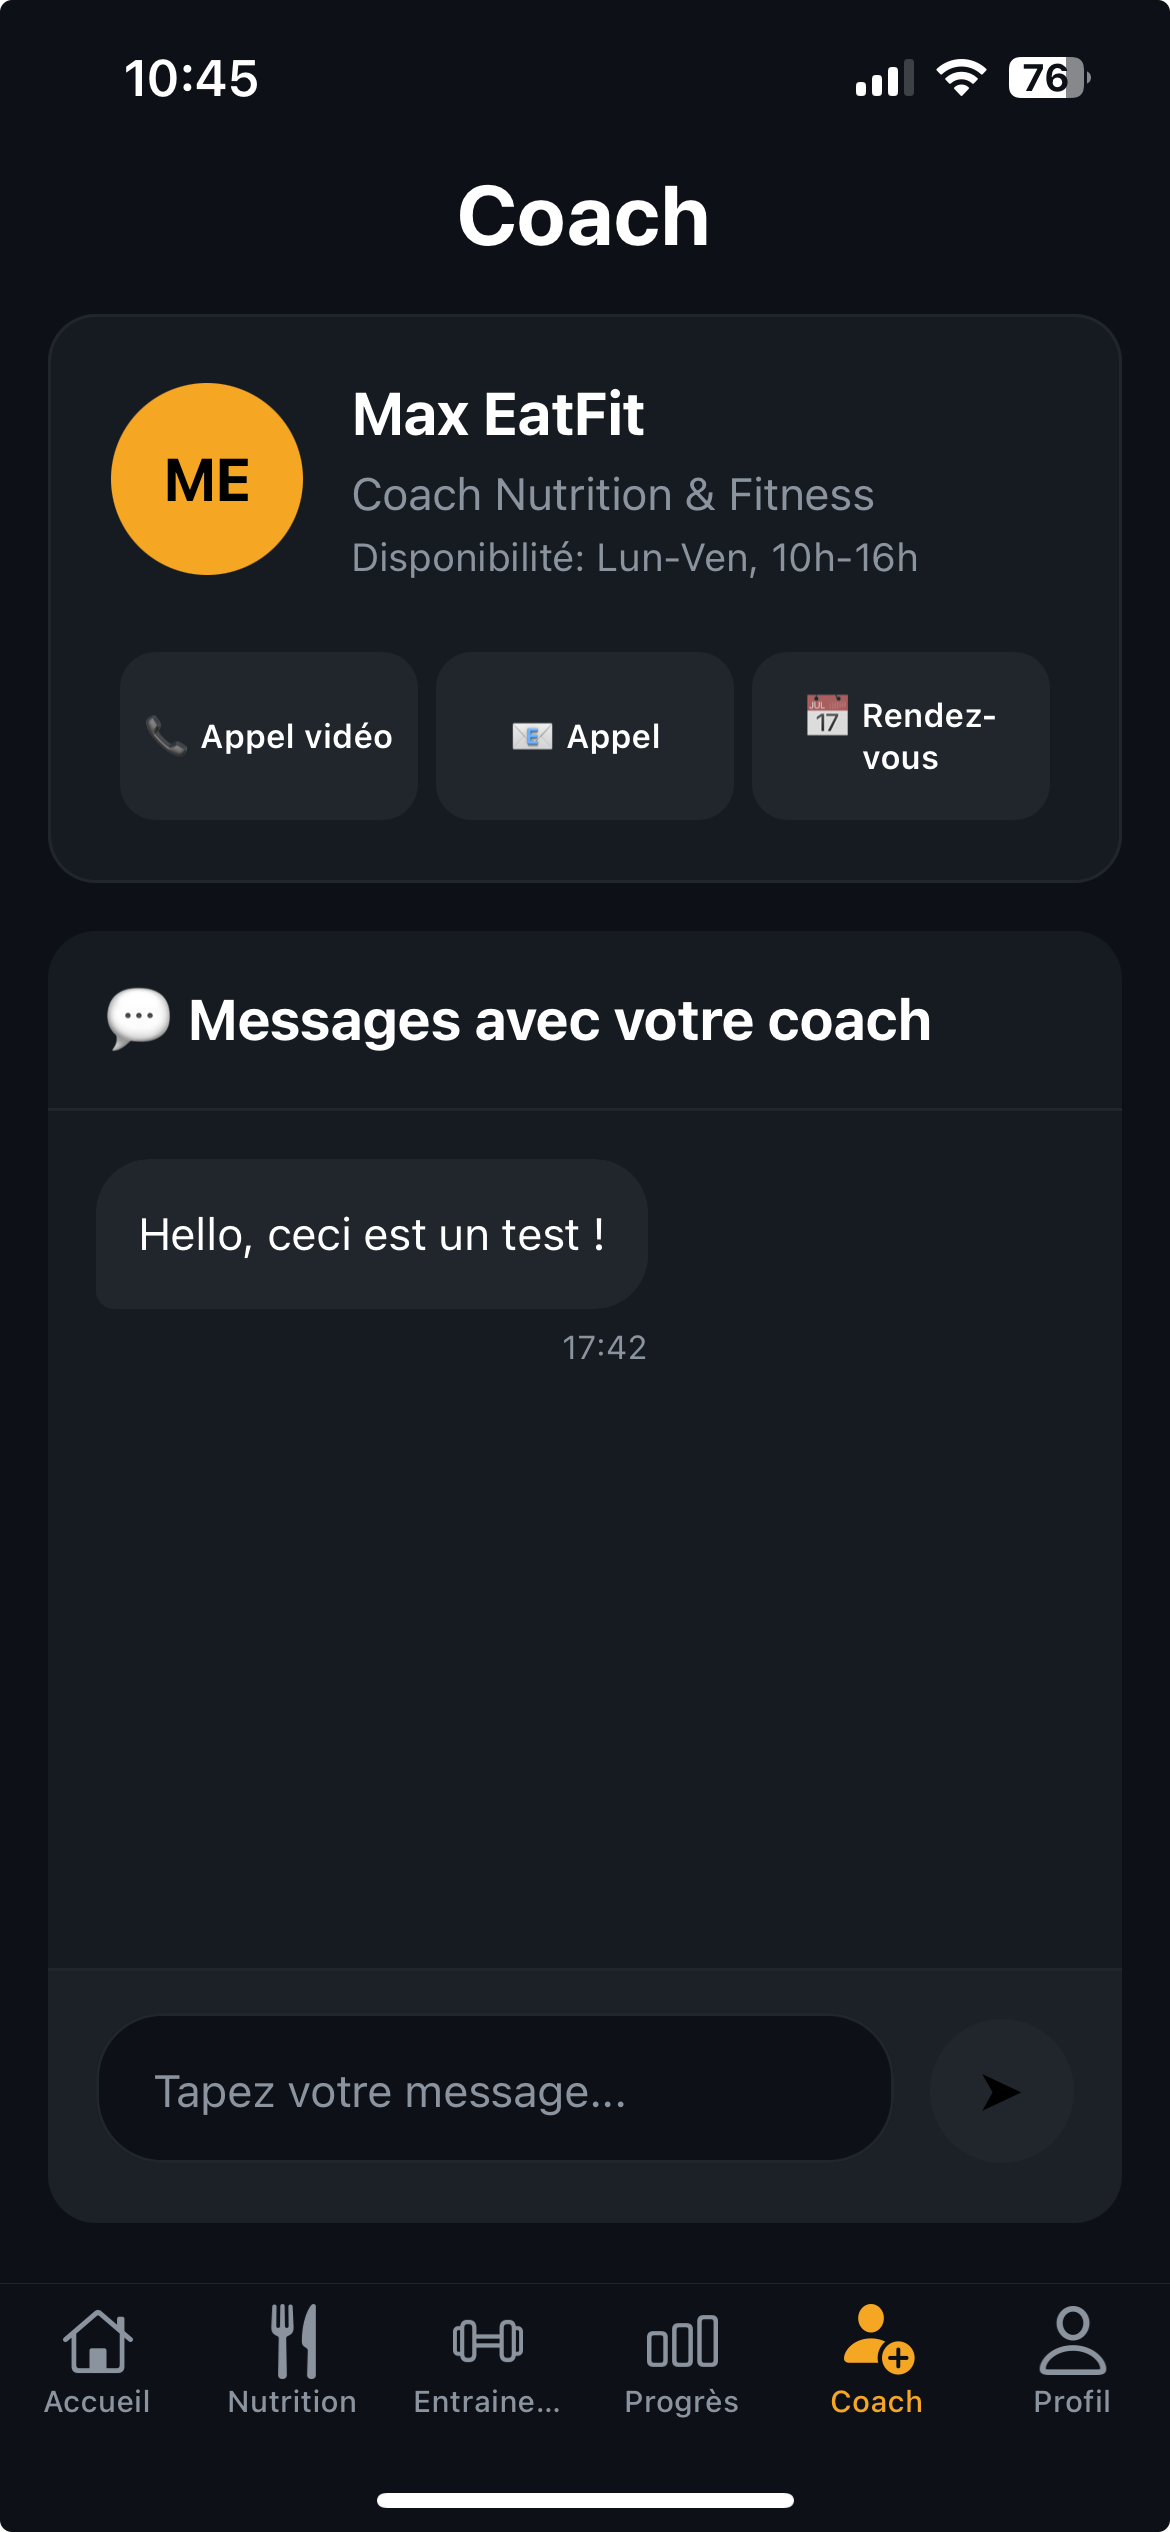 10:45
76
Coach
ME
Max EatFit
Coach Nutrition & Fitness
Disponibilité: Lun-Ven, 10h-16h
Appel vidéo
Appel
JUL
17
Rendez-
vous
Messages avec votre coach
Hello, ceci est un test !
17:42
Tapez votre message...
Accueil
Nutrition
Entraine...
Progrès
Coach
Profil